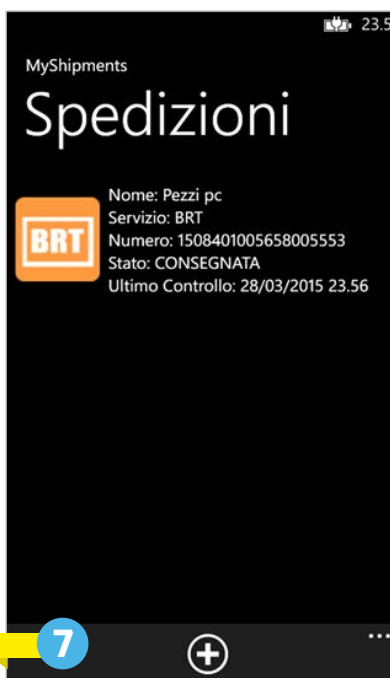 23.5
MyShipments
Spedizioni
BRT
Nome: Pezzi pc
Servizio: BRT
Numero: 1508401005658005553
Stato: CONSEGNATA
Ultimo Controllo: 28/03/2015 23.56
7